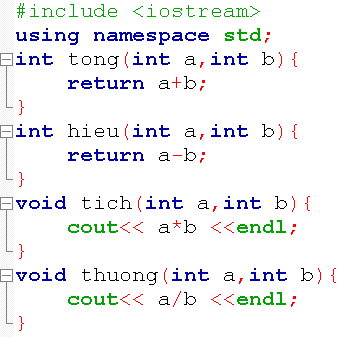 #include <iostream>
using namespace std;
int tong(int a,int b){
return a+b;
}
int hieu(int a,int b){
return a-b;
}
void tich(int a,int b){
cout<< a*b <<endl;
}
void thuong(int a,int b){
cout<< a/b <<endl;
}